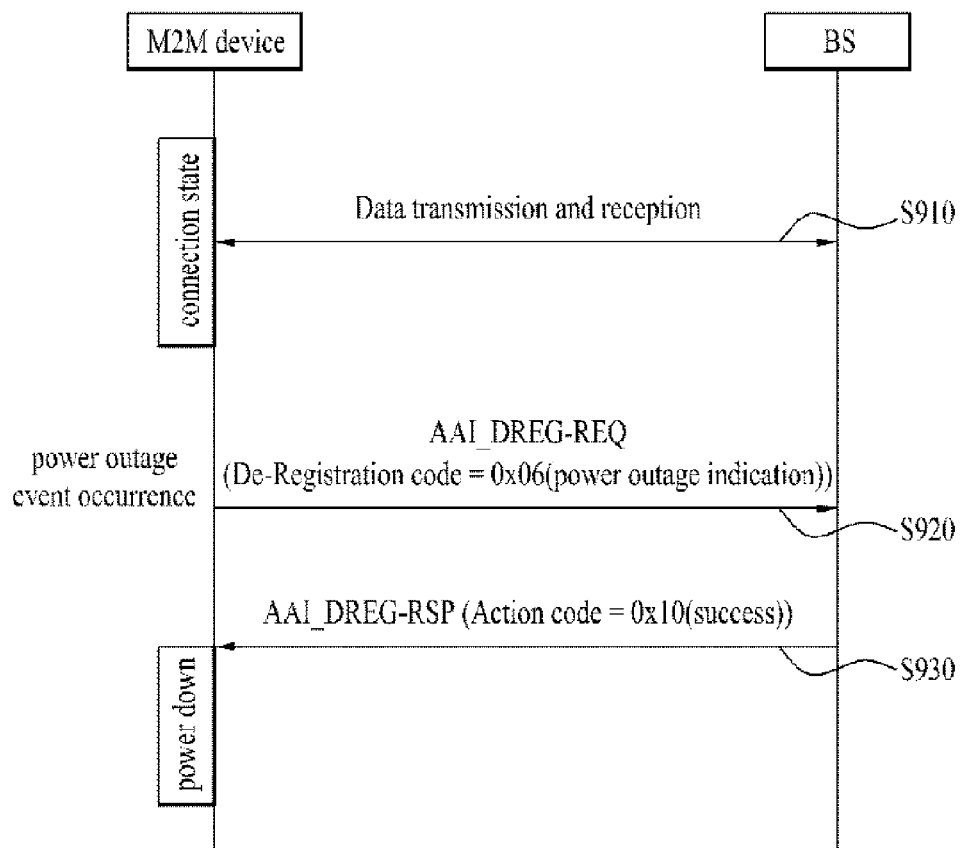 M2M device
BS
connection state
Data transmission and reception
S910
power outage
event occurrence
AAI_DREG-REQ
(De-Registration code = 0x06(power outage indication))
S920
AAI_DREG-RSP (Action code = 0x10(success))
S930
power down